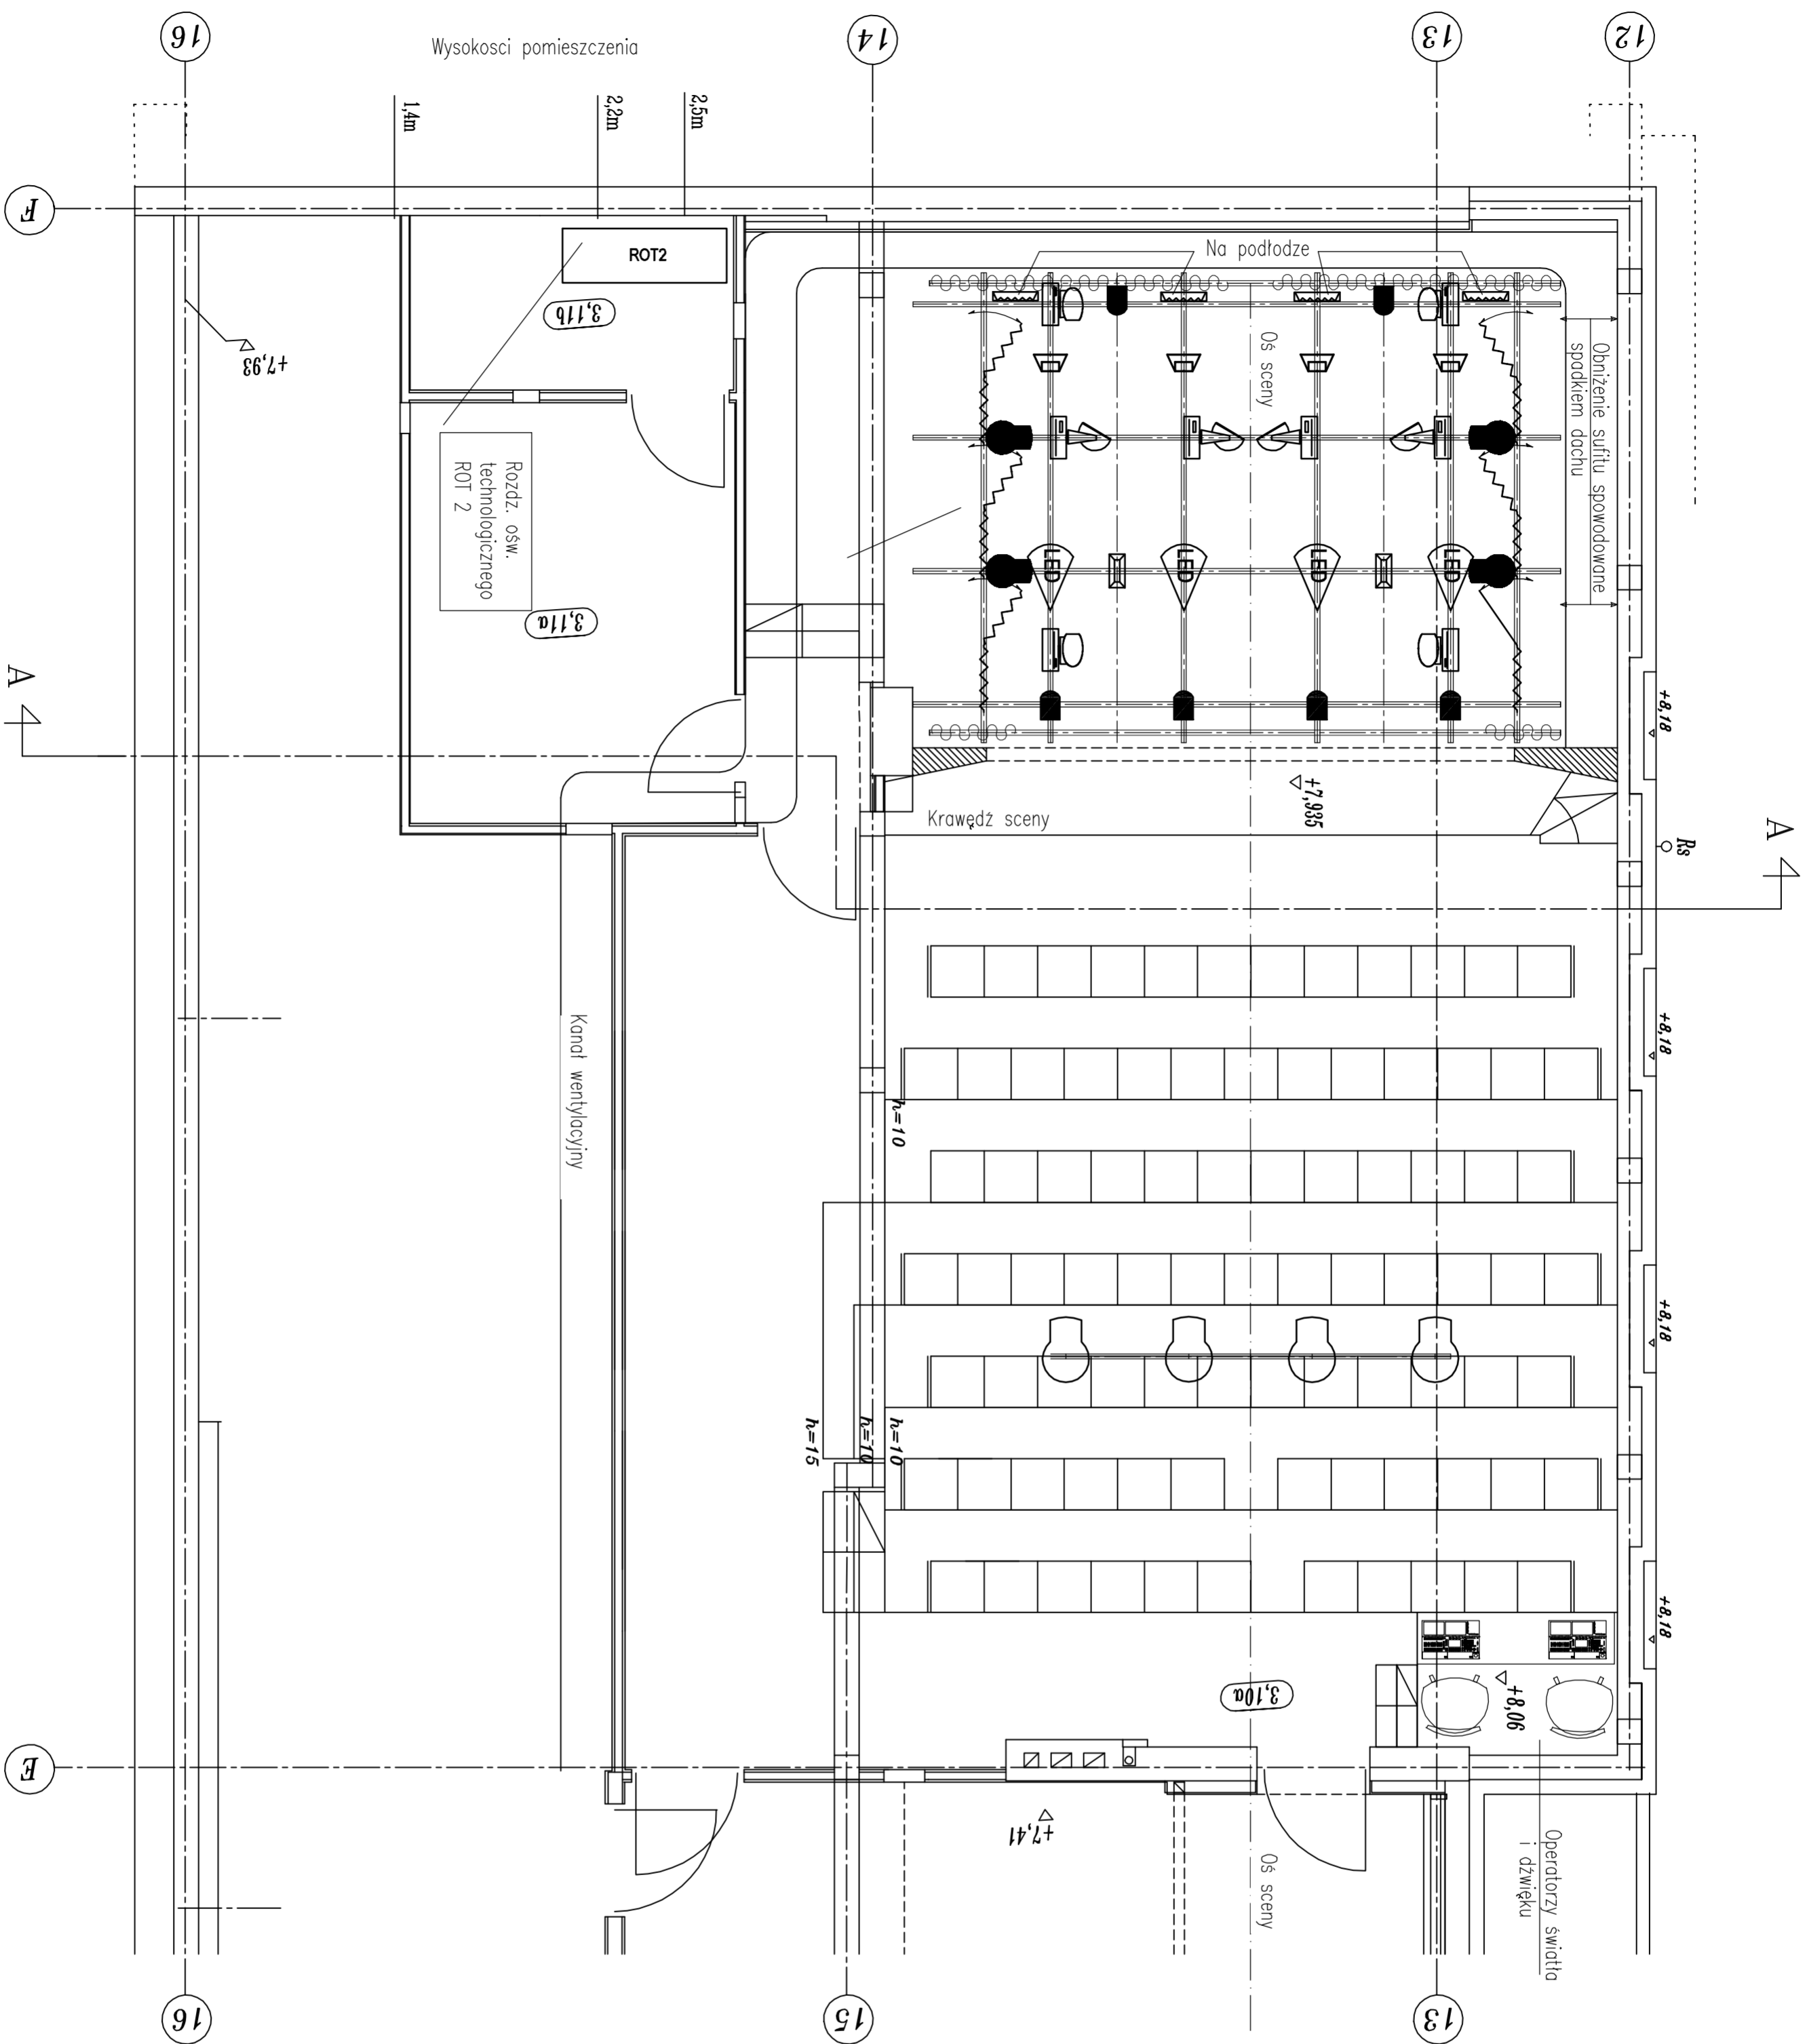 16
14
13
12
Wysokosci pomieszczenia
1,4m
2,2m
2,5m
F
ROT2
3,11b
+7,93
Na podłodze
Oś sceny
Obniżenie sufitu spowodowane
spadkiem dachu
Rozdz. ośw.
technologicznego
ROT 2
3,11a
LED
LED
LED
LED
A
+8,18
+7,935
Krawędź sceny
Rs
A
+8,18
Kanał wentylacyjny
h=10
+8,18
h=15
h=10
h=10
+8,18
3,10a
+8,06
E
+7,41
Oś sceny
Operatorzy światła
i dźwięku
16
15
13